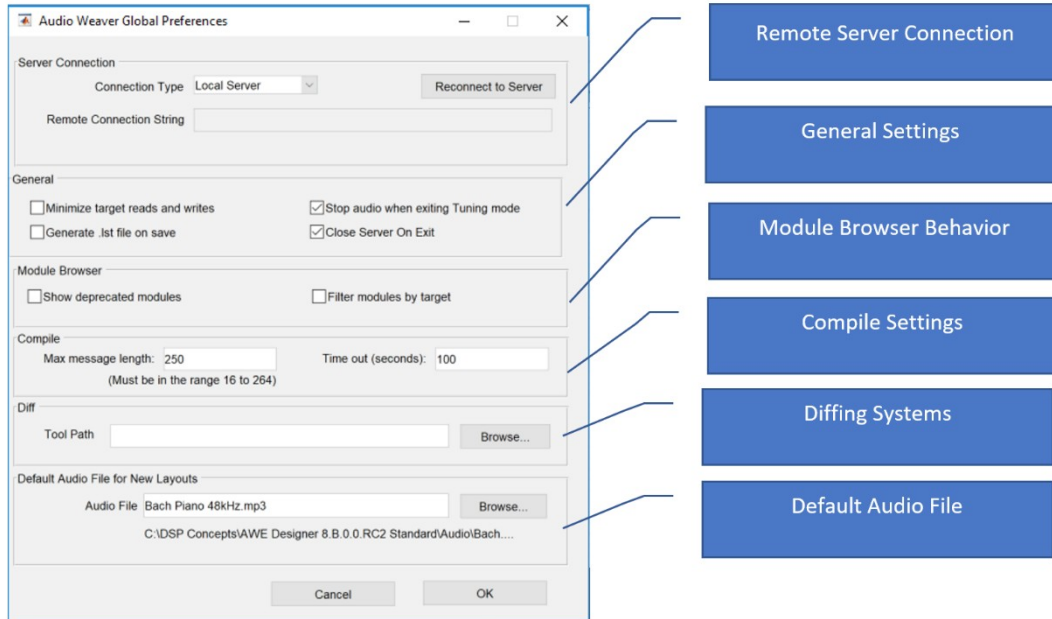 Audio Weaver Global Preferences
Remote Server Connection
Server Connection
Connection Type Local Server Reconnect to Server
Remote Connection String
General Settings
General
Minimize target reads and writes Stop audio when exiting Tuning mode
Generate .lst file on save Close Server On Exit
Module Browser Behavior
Module Browser
Show deprecated modules Filter modules by target
Compile Settings
Compile
Max message length: 250 Time out (seconds): 100
(Must be in the range 16 to 264)
Diffing Systems
Diff
Tool Path Browse...
Default Audio File
Default Audio File for New Layouts
Audio File Bach Piano 48kHz.mp3 Browse...
C:\DSP Concepts\AWE Designer 8.B.0.0.RC2 Standard\Audio\Bach....
Cancel OK